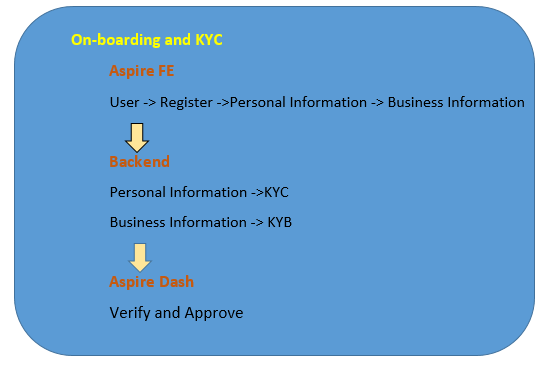 On-boarding and KYC
Aspire FE
User -> Register ->Personal Information -> Business Information
Backend
Personal Information ->KYC
Business Information -> KYB
Aspire Dash
Verify and Approve